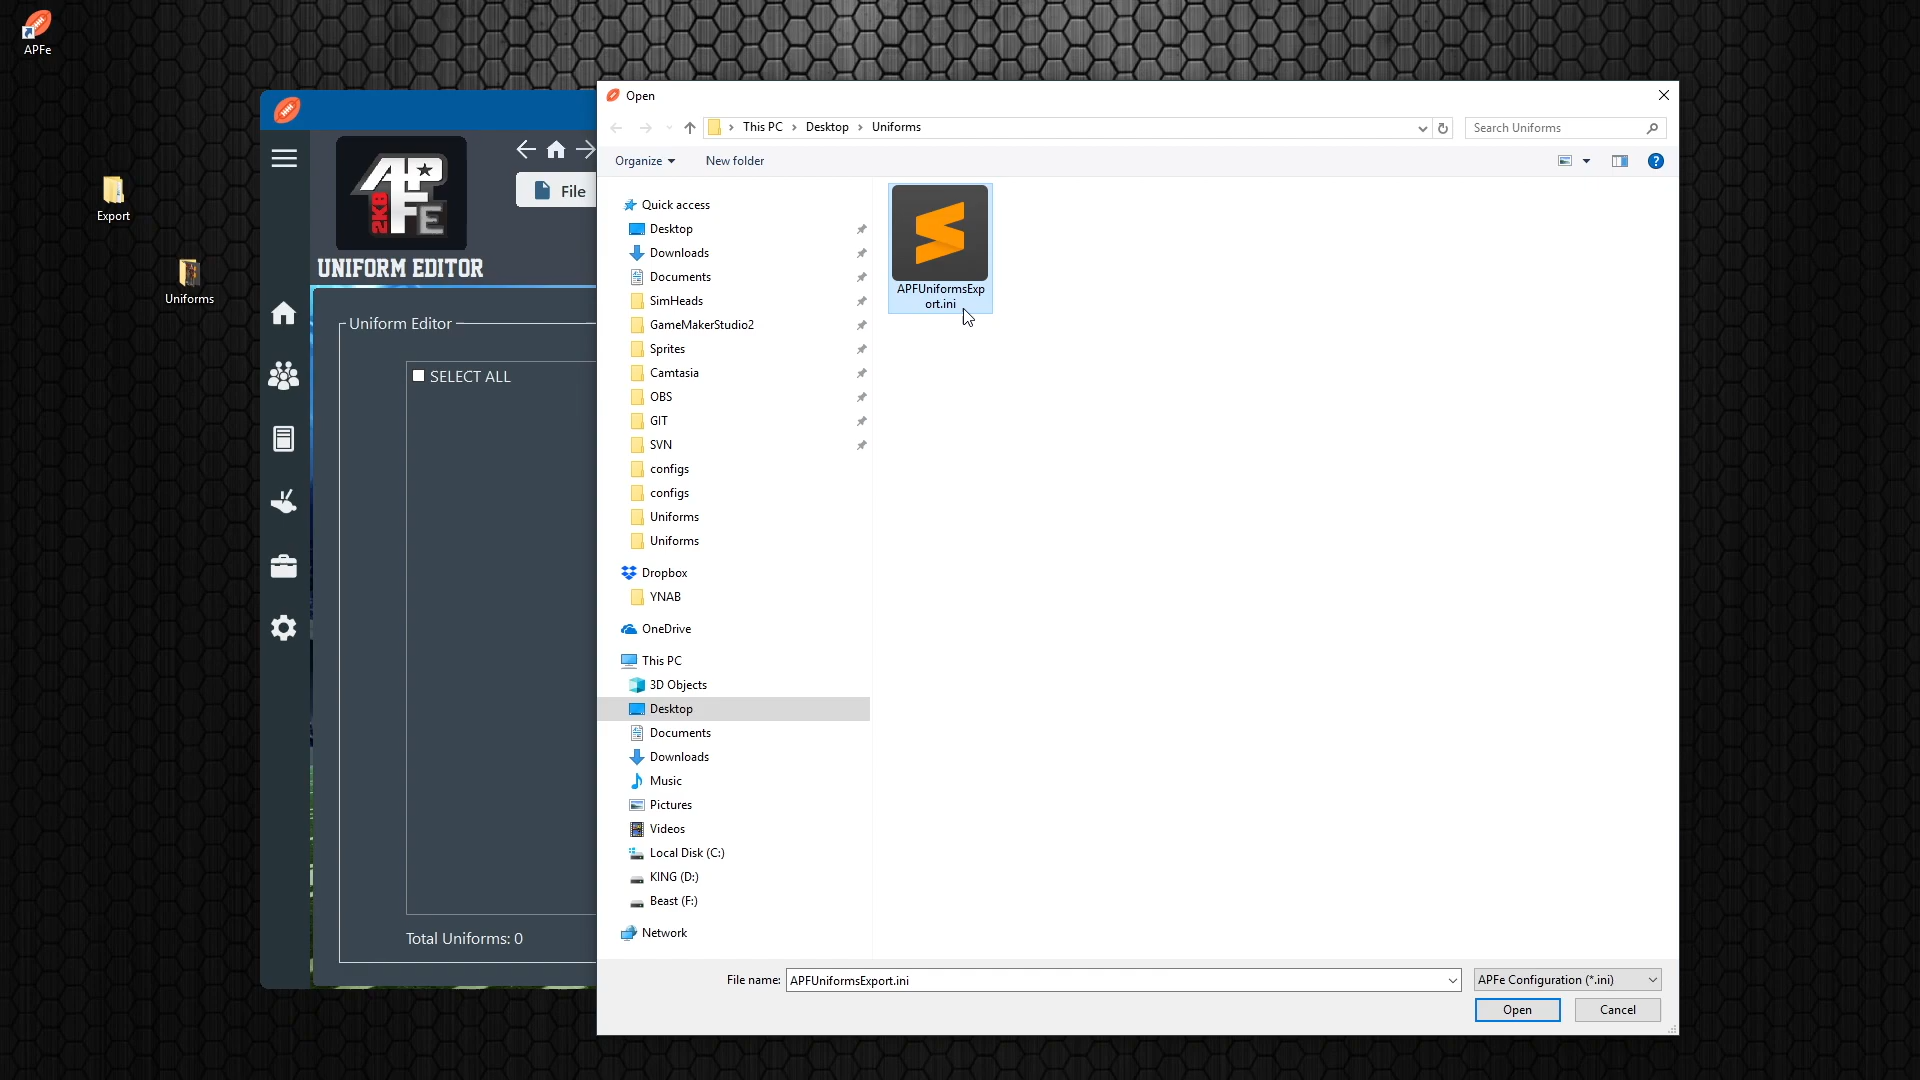 APFe
Export
Uniforms
APF
2K8
E
File
UNIFORM EDITOR
Uniform Editor
SELECT ALL
Total Uniforms: 0
Open
This PC
Desktop
Uniforms
Search Uniforms
Organize
New folder
Quick access
Desktop
Downloads
Documents
SimHeads
GameMakerStudio2
Sprites
Camtasia
OBS
GIT
SVN
configs
configs
Uniforms
Uniforms
Dropbox
YNAB
OneDrive
This PC
3D Objects
Desktop
Documents
Downloads
Music
Pictures
Videos
Local Disk (C:)
KING (D:)
Beast (F:)
Network
APFUniformsExp
ort.ini
File name:
APFUniformsExport.ini
APFe Configuration (*.ini)
Open
Cancel